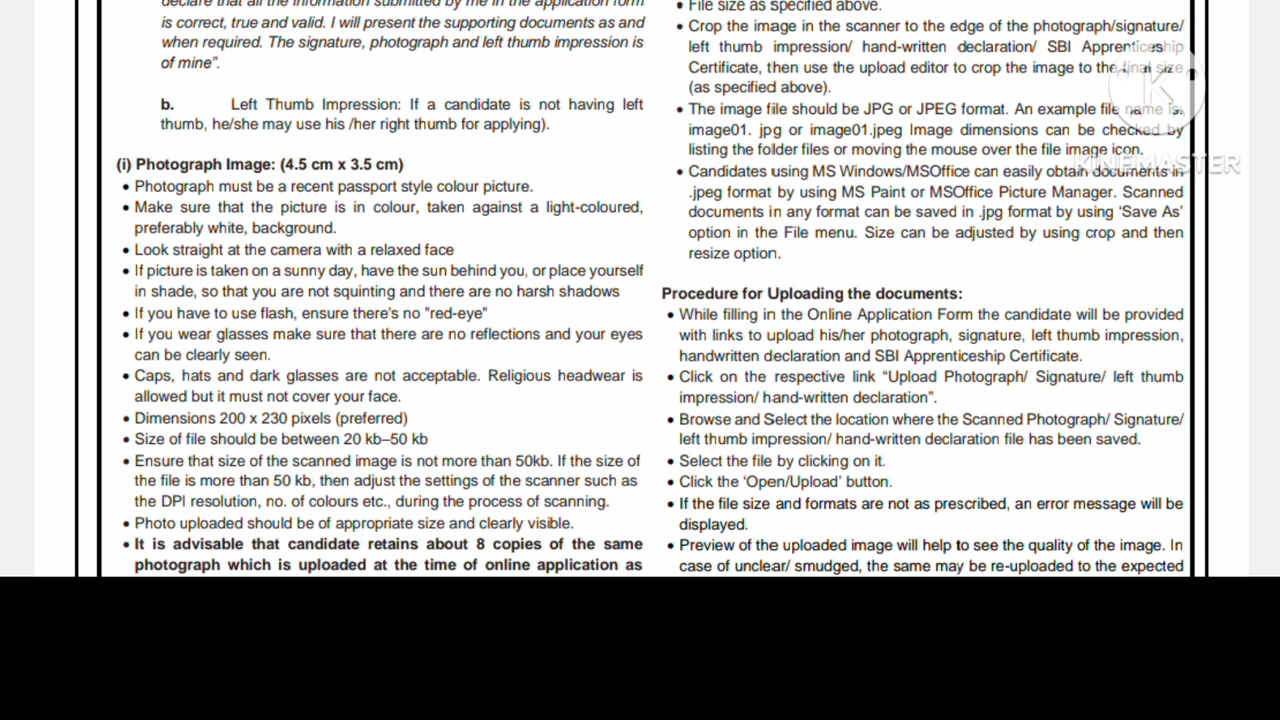 declare that all the information submitted by me in the application form
is correct, true and valid. I will present the supporting documents as and
when required. The signature, photograph and left thumb impression is
of mine”.
b. Left Thumb Impression: If a candidate is not having left
thumb, he/she may use his /her right thumb for applying).
(i) Photograph Image: (4.5 cm x 3.5 cm)
• Photograph must be a recent passport style colour picture.
• Make sure that the picture is in colour, taken against a light-coloured,
preferably white, background.
• Look straight at the camera with a relaxed face
• If picture is taken on a sunny day, have the sun behind you, or place yourself
in shade, so that you are not squinting and there are no harsh shadows
• If you have to use flash, ensure there's no "red-eye"
• If you wear glasses make sure that there are no reflections and your eyes
can be clearly seen.
• Caps, hats and dark glasses are not acceptable. Religious headwear is
allowed but it must not cover your face.
• Dimensions 200 x 230 pixels (preferred)
• Size of file should be between 20 kb–50 kb
• Ensure that size of the scanned image is not more than 50kb. If the size of
the file is more than 50 kb, then adjust the settings of the scanner such as
the DPI resolution, no. of colours etc., during the process of scanning.
• Photo uploaded should be of appropriate size and clearly visible.
• It is advisable that candidate retains about 8 copies of the same
photograph which is uploaded at the time of online application as
• File size as specified above.
• Crop the image in the scanner to the edge of the photograph/signature/
left thumb impression/ hand-written declaration/ SBI Apprenticeship
Certificate, then use the upload editor to crop the image to the final size
(as specified above).
• The image file should be JPG or JPEG format. An example file name is:
image01. jpg or image01.jpeg Image dimensions can be checked by
listing the folder files or moving the mouse over the file image icon.
• Candidates using MS Windows/MSOffice can easily obtain documents in
.jpeg format by using MS Paint or MSOffice Picture Manager. Scanned
documents in any format can be saved in .jpg format by using ‘Save As’
option in the File menu. Size can be adjusted by using crop and then
resize option.
Procedure for Uploading the documents:
• While filling in the Online Application Form the candidate will be provided
with links to upload his/her photograph, signature, left thumb impression,
handwritten declaration and SBI Apprenticeship Certificate.
• Click on the respective link “Upload Photograph/ Signature/ left thumb
impression/ hand-written declaration”.
• Browse and Select the location where the Scanned Photograph/ Signature/
left thumb impression/ hand-written declaration file has been saved.
• Select the file by clicking on it.
• Click the ‘Open/Upload’ button.
• If the file size and formats are not as prescribed, an error message will be
displayed.
• Preview of the uploaded image will help to see the quality of the image. In
case of unclear/ smudged, the same may be re-uploaded to the expected
K
KINEMASTER